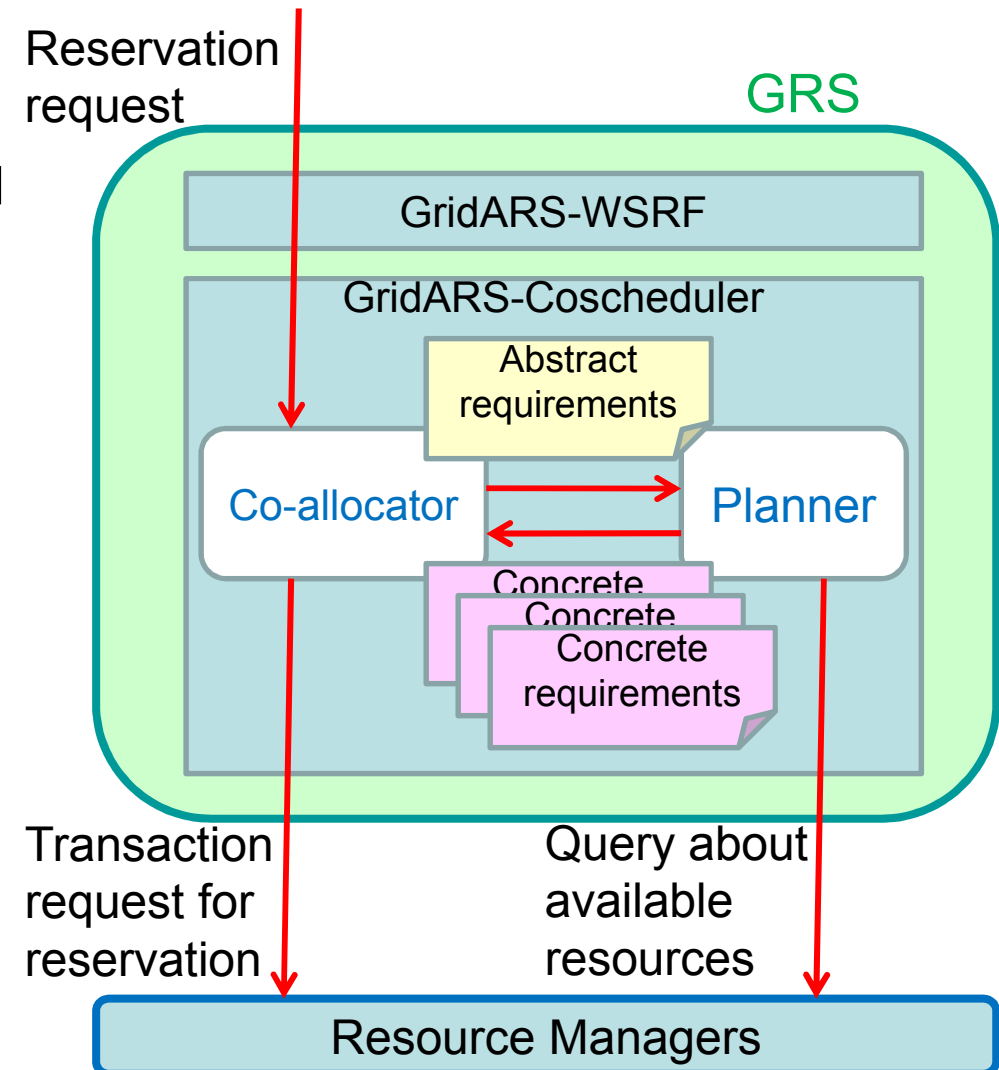 Reservation
request
GRS
GridARS-WSRF
GridARS-Coscheduler
Abstract
requirements
Co-allocator
Planner
Concrete
Concrete
Concrete
requirements
Transaction
request for
reservation
Query about
available
resources
Resource Managers